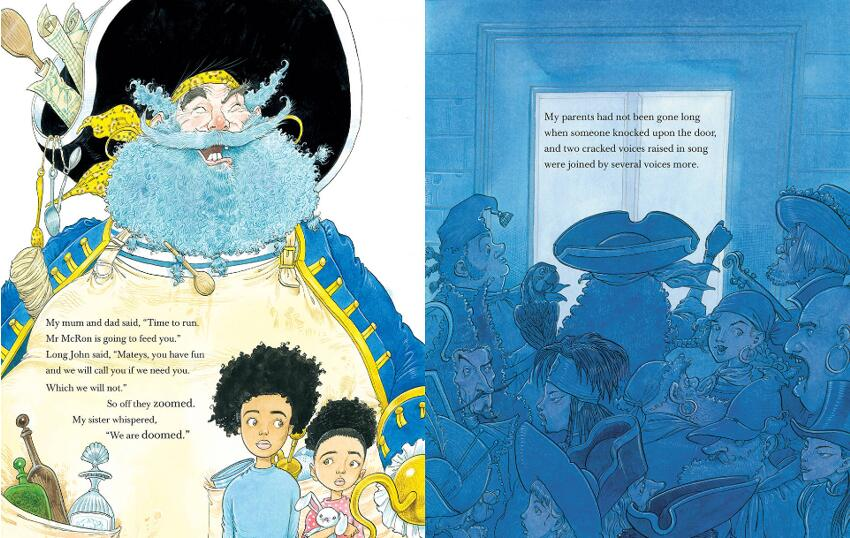 My mum and dad said, “Time to run.
Mr McRon is going to feed you.”
Long John said, “Mateys, you have fun
and we will call you if we need you.
Which we will not.”
So off they zoomed.
My sister whispered,
“We are doomed.”
My parents had not been gone long
when someone knocked upon the door,
and two cracked voices raised in song
were joined by several voices more.